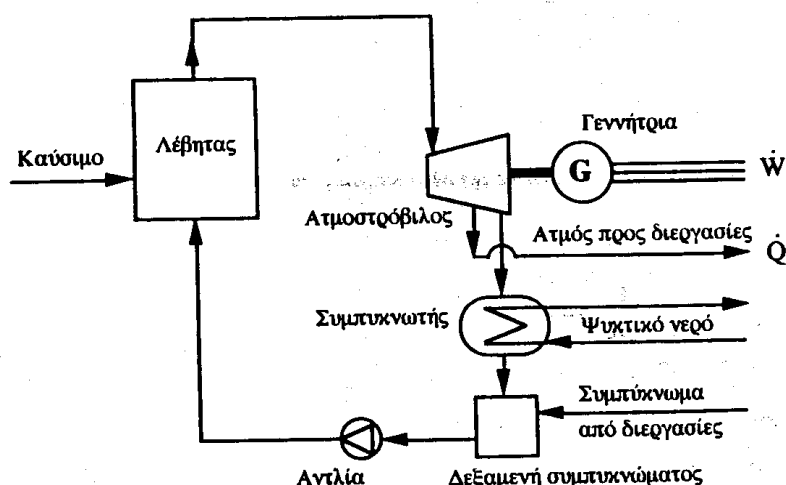 Γεννήτρια
Λέβητας
Καύσιμο
G
Ẇ
Ατμοστρόβιλος
Ατμός προς διεργασίες
Q̇
Συμπυκνωτής
Ψυκτικό νερό
Συμπύκνωμα
από διεργασίες
Αντλία
Δεξαμενή συμπυκνώματος